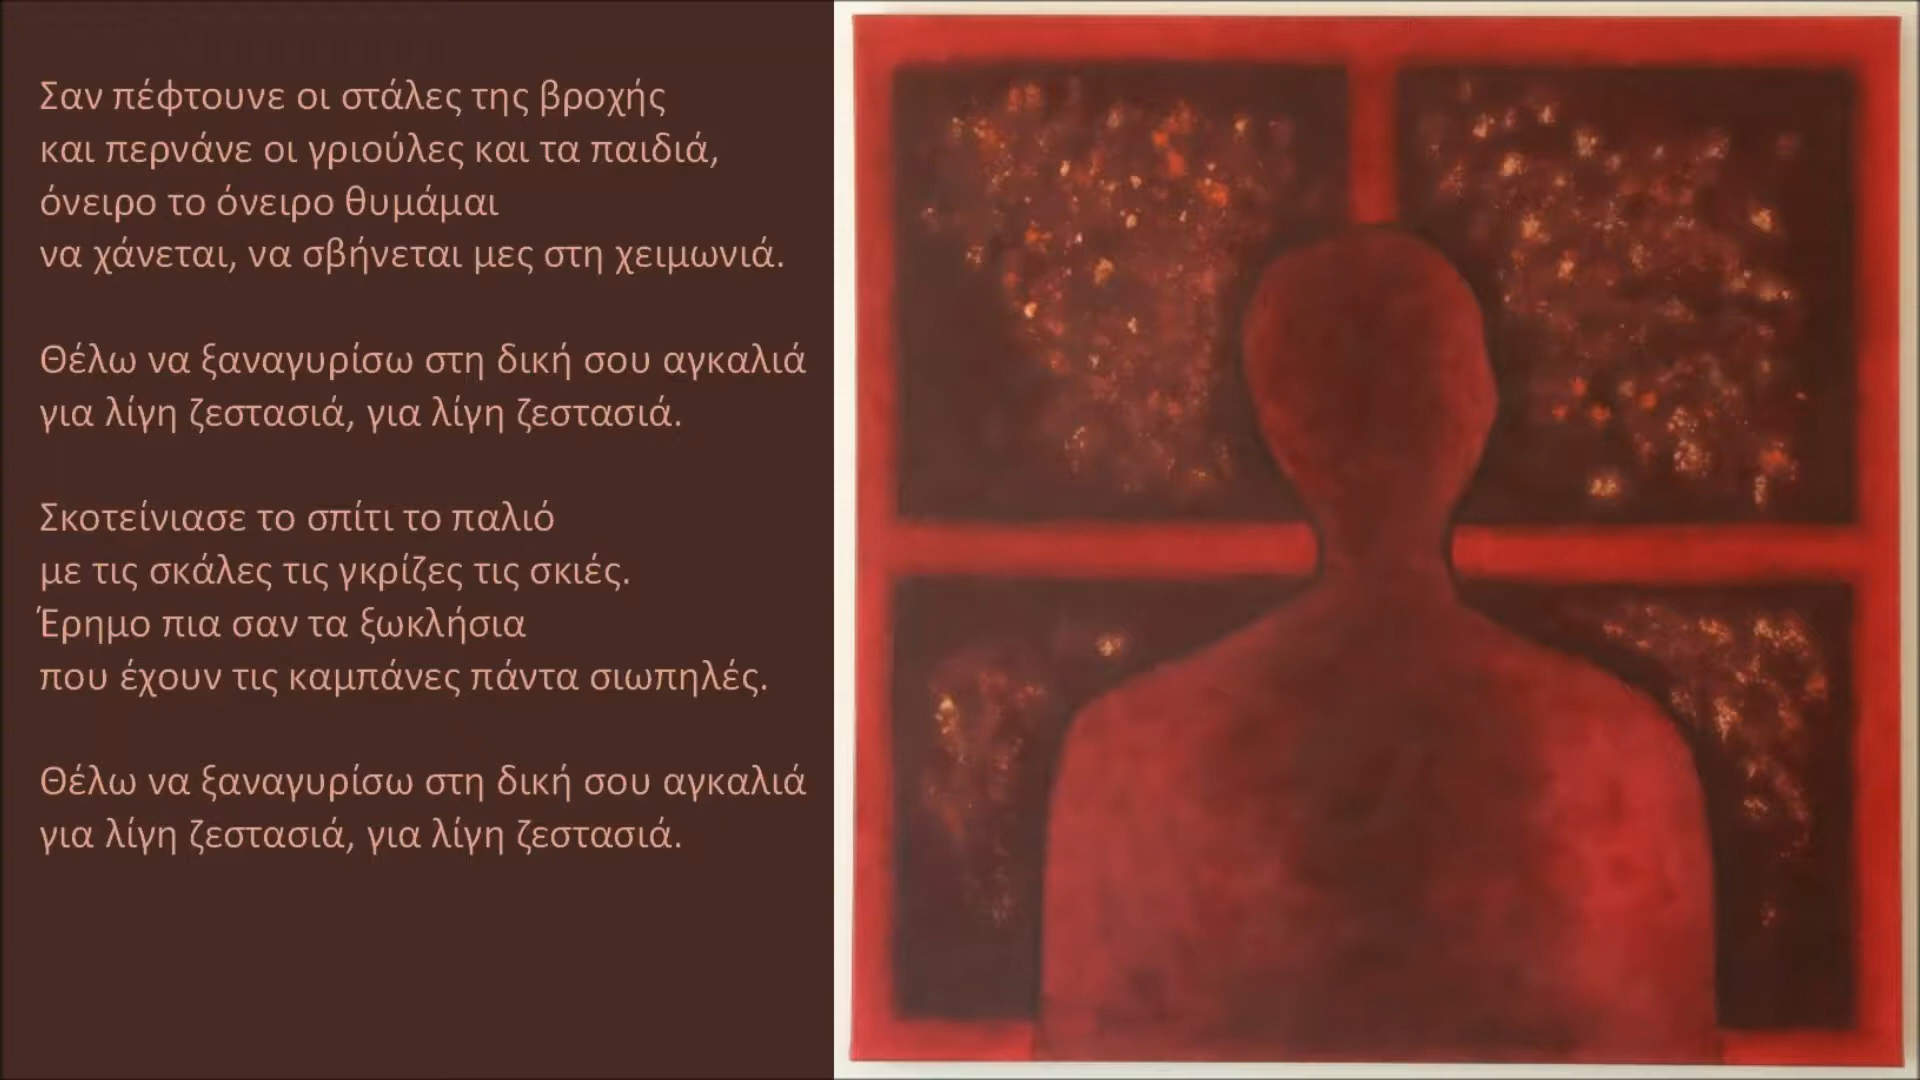 Σαν πέφτουνε οι στάλες της βροχής
και περνάνε οι γριούλες και τα παιδιά,
όνειρο το όνειρο θυμάμαι
να χάνεται, να σβήνεται μες στη χειμωνιά.
Θέλω να ξαναγυρίσω στη δική σου αγκαλιά
για λίγη ζεστασιά, για λίγη ζεστασιά.
Σκοτείνιασε το σπίτι το παλιό
με τις σκάλες τις γκρίζες τις σκιές.
Έρημο πια σαν τα ξωκλήσια
που έχουν τις καμπάνες πάντα σιωπηλές.
Θέλω να ξαναγυρίσω στη δική σου αγκαλιά
για λίγη ζεστασιά, για λίγη ζεστασιά.